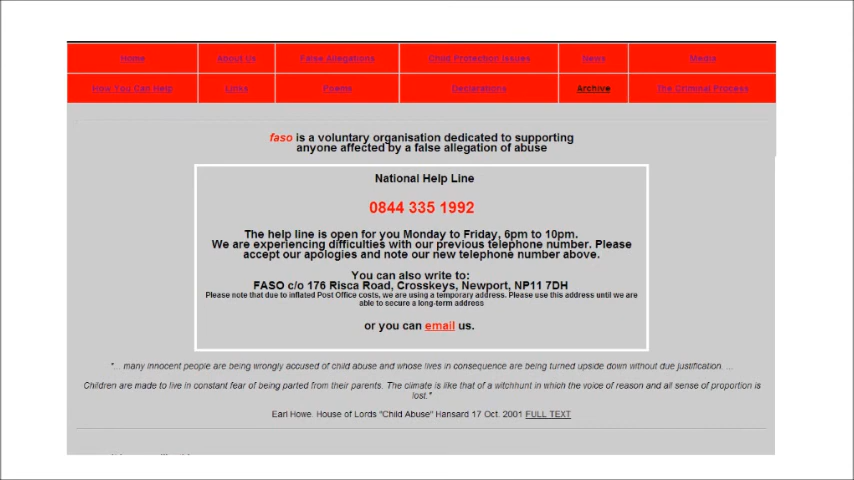 Home About Us False Allegations Child Protection Issues News Media
How You Can Help Links Poems Declarations Archive The Criminal Process
faso is a voluntary organisation dedicated to supporting
anyone affected by a false allegation of abuse
National Help Line
0844 335 1992
The help line is open for you Monday to Friday, 6pm to 10pm.
We are experiencing difficulties with our previous telephone number. Please
accept our apologies and note our new telephone number above.
You can also write to:
FASO c/o 176 Risca Road, Crosskeys, Newport, NP11 7DH
Please note that due to inflated Post Office costs, we are using a temporary address. Please use this address until we are
able to secure a long-term address
or you can email us.
"... many innocent people are being wrongly accused of child abuse and whose lives in consequence are being turned upside down without due justification. ...
Children are made to live in constant fear of being parted from their parents. The climate is like that of a witchhunt in which the voice of reason and all sense of proportion is
lost."
Earl Howe. House of Lords "Child Abuse" Hansard 17 Oct. 2001 FULL TEXT